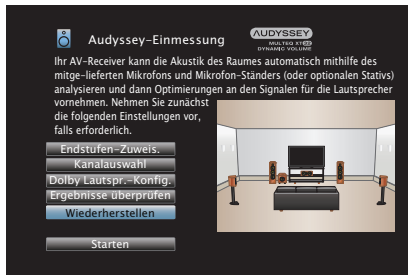 Audyssey-Einmessung
AUDYSSEY
MULTEQ XT32
DYNAMIC VOLUME
Ihr AV-Receiver kann die Akustik des Raumes automatisch mithilfe des
mitge-lieferten Mikrofons und Mikrofon-Ständers (oder optionalen Stativs)
analysieren und dann Optimierungen an den Signalen für die Lautsprecher
vornehmen. Nehmen Sie zunächst
die folgenden Einstellungen vor,
falls erforderlich.
Endstufen-Zuweis.
Kanalauswahl
Dolby Lautspr.-Konfig.
Ergebnisse überprüfen
Wiederherstellen
Starten